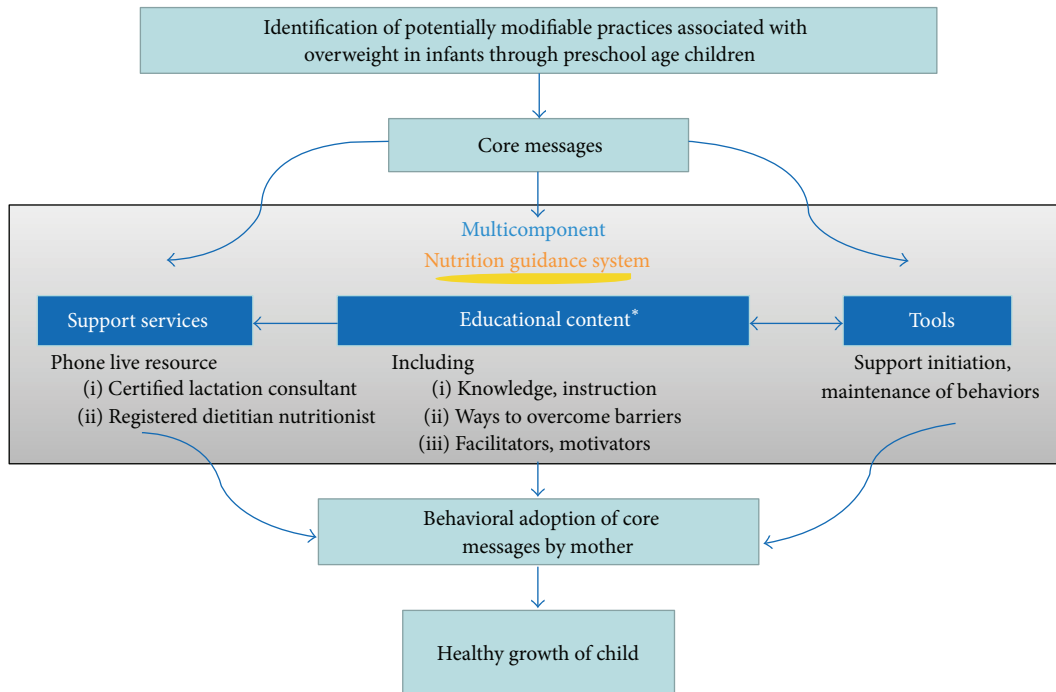 Identification of potentially modifiable practices associated with
overweight in infants through preschool age children
Core messages
Multicomponent
Nutrition guidance system
Support services
Phone live resource
(i) Certified lactation consultant
(ii) Registered dietitian nutritionist
Educational content*
Including
(i) Knowledge, instruction
(ii) Ways to overcome barriers
(iii) Facilitators, motivators
Tools
Support initiation,
maintenance of behaviors
Behavioral adoption of core
messages by mother
Healthy growth of child